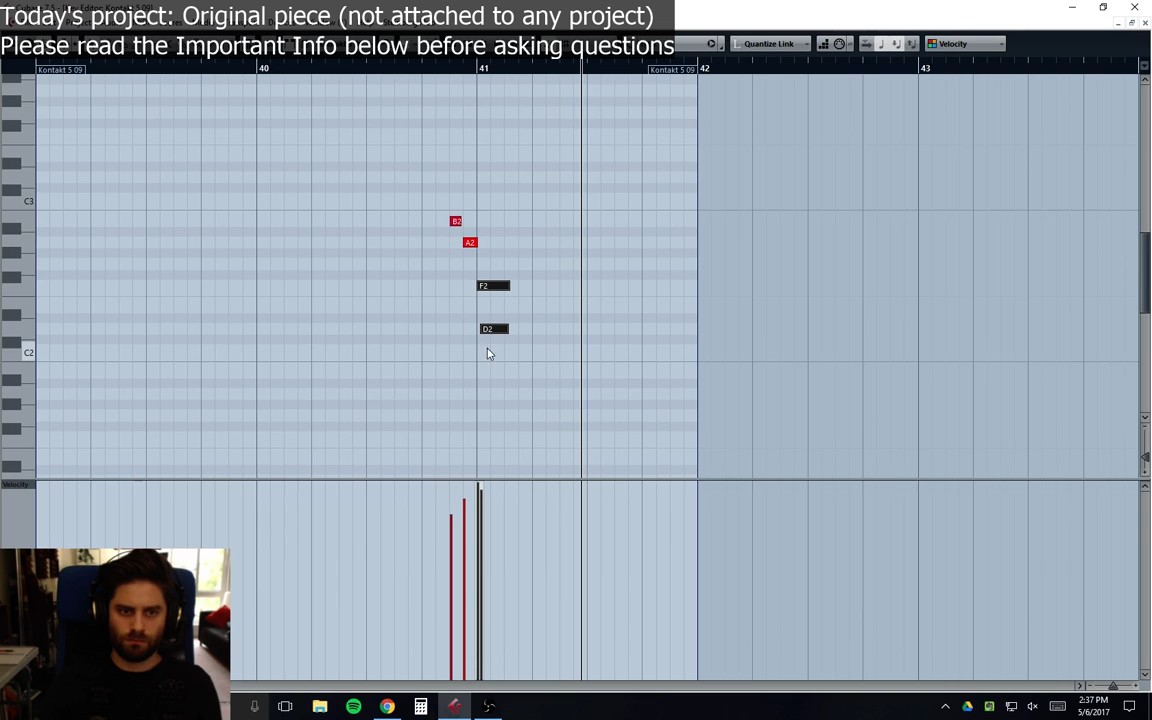 Today's project: Original piece (not attached to any project)
Please read the Important Info below before asking questions
Quantize Link
Velocity
Kontakt 5 09
40
41
Kontakt 5 09
42
43
C3
B2
A2
F2
D2
C2
Velocity
2:37 PM
5/6/2017